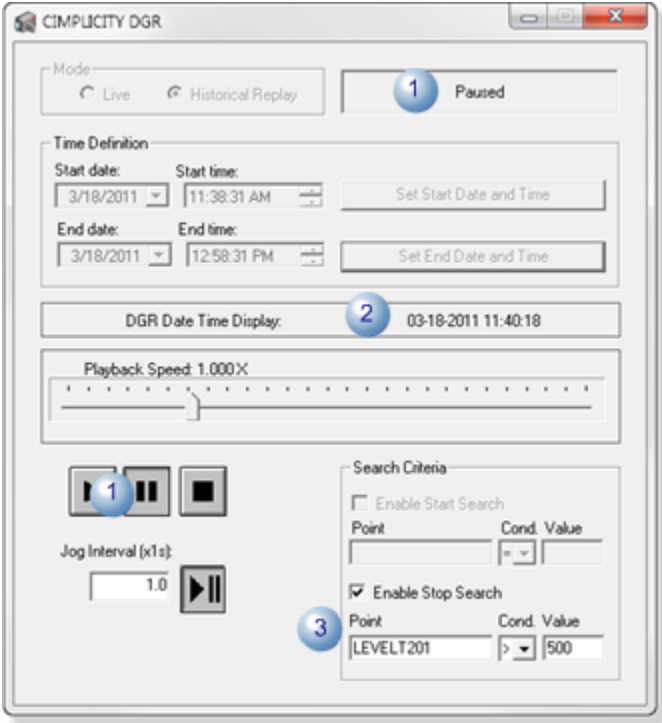 CIMPLICITY DGR
Mode
Live Historical Replay
1 Paused
Time Definition
Start date: Start time:
3/18/2011 11:38:31 AM Set Start Date and Time
End date: End time:
3/18/2011 12:58:31 PM Set End Date and Time
DGR Date Time Display: 2 03-18-2011 11:40:18
Playback Speed: 1.000X
1
Search Criteria
Enable Start Search
Point Cond. Value
=
Jog Interval (x1s):
1.0
Enable Stop Search
3 Point Cond. Value
LEVELT201 > 500